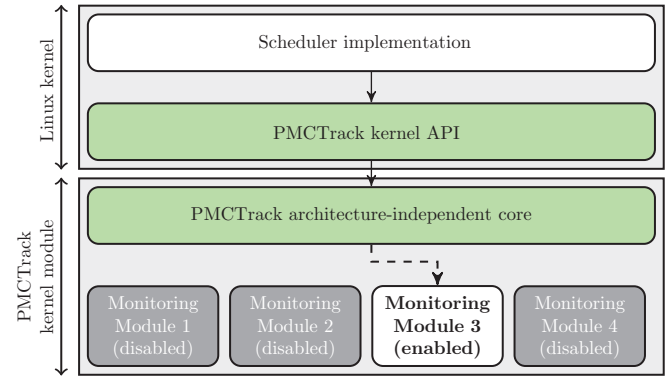 Linux kernel
Scheduler implementation
PMCTrack kernel API
PMCTrack
kernel module
PMCTrack architecture-independent core
Monitoring
Module 1
(disabled)
Monitoring
Module 2
(disabled)
Monitoring
Module 3
(enabled)
Monitoring
Module 4
(disabled)